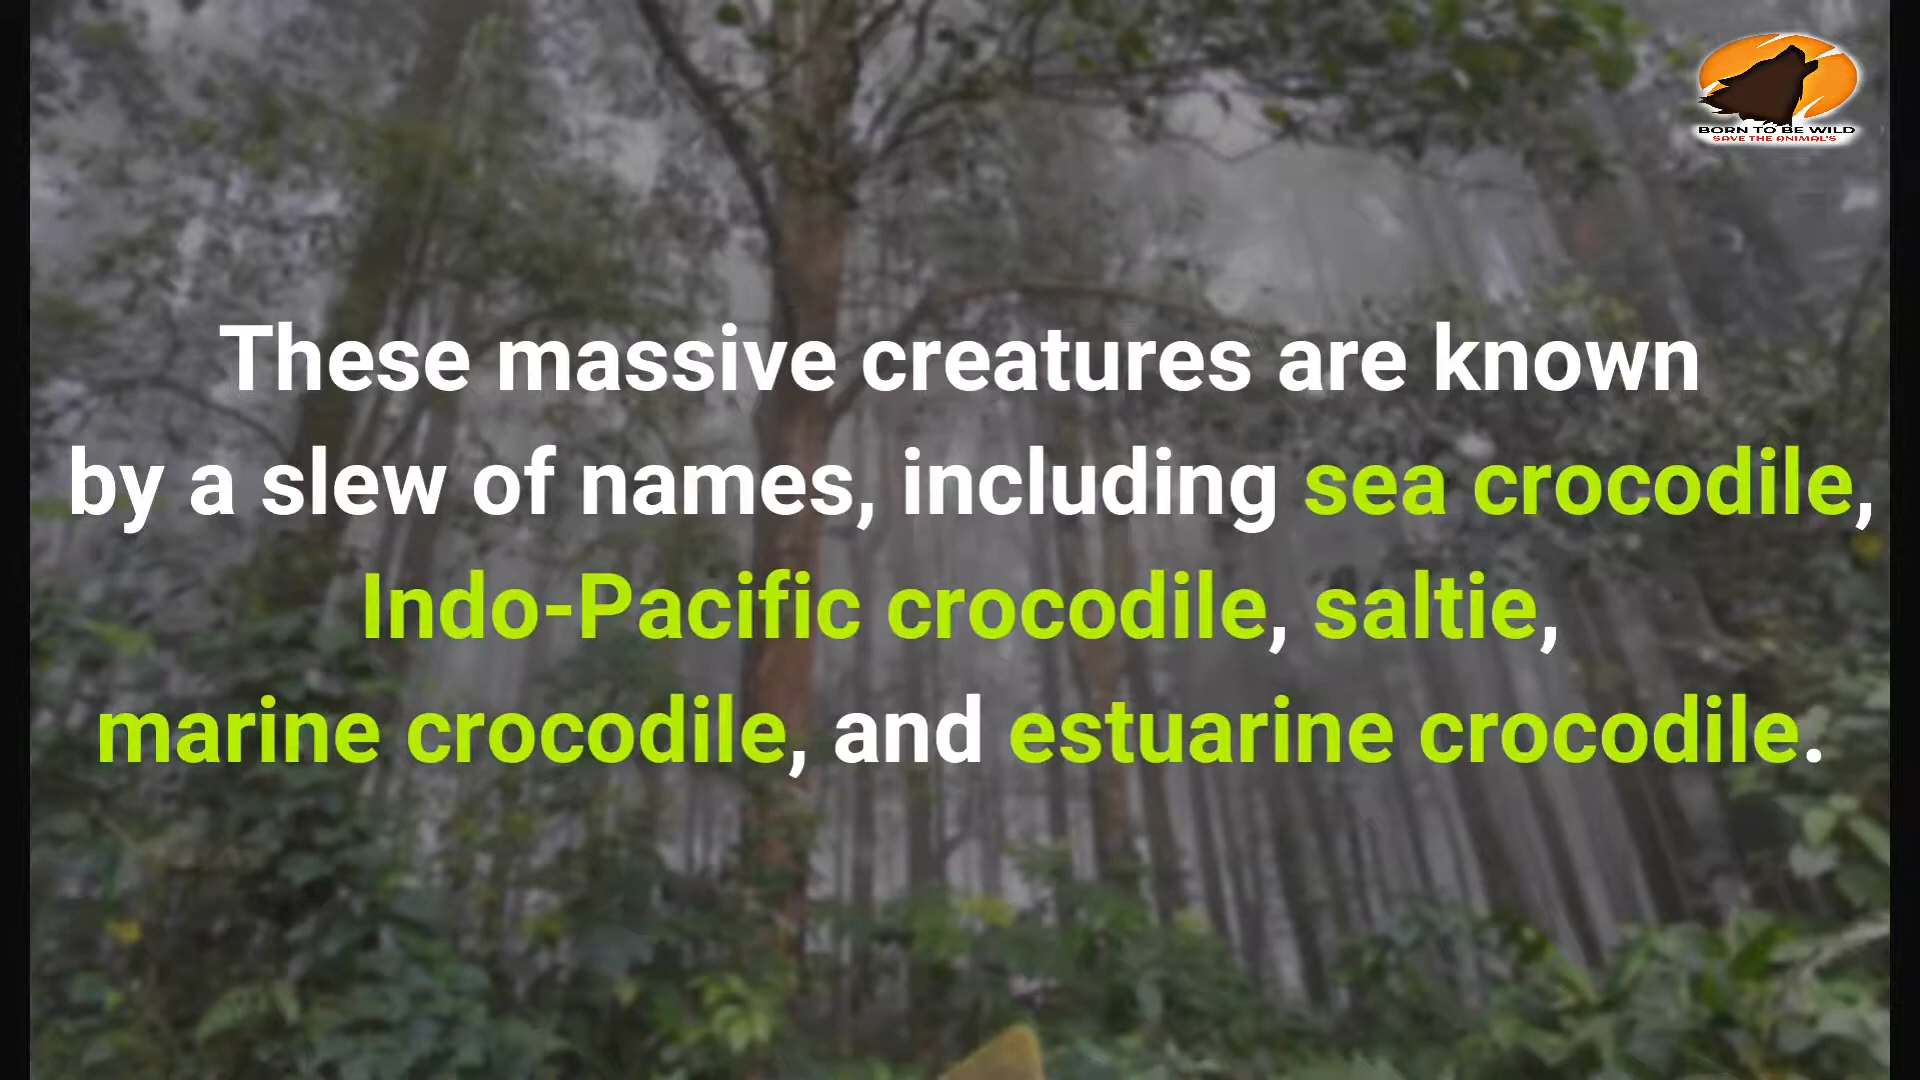 BORN TO BE WILD
SAVE THE ANIMAL'S
These massive creatures are known
by a slew of names, including sea crocodile,
Indo-Pacific crocodile, saltie,
marine crocodile, and estuarine crocodile.